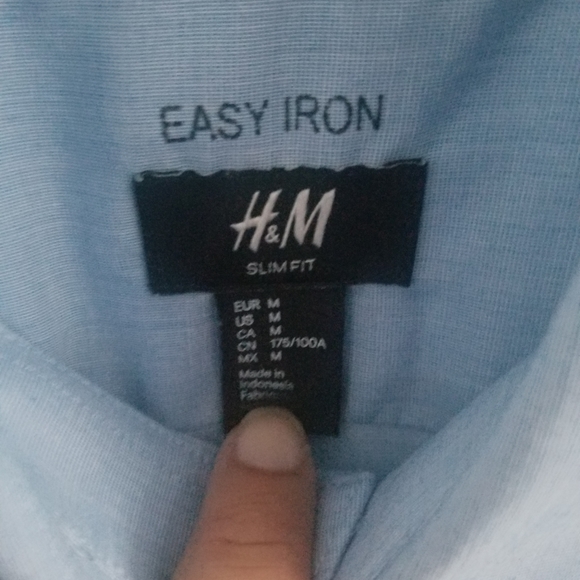 EASY IRON
H&M
SLIM FIT
EUR M
US M
CA M
CN 175/100A
MX M
Made in
Indonesia